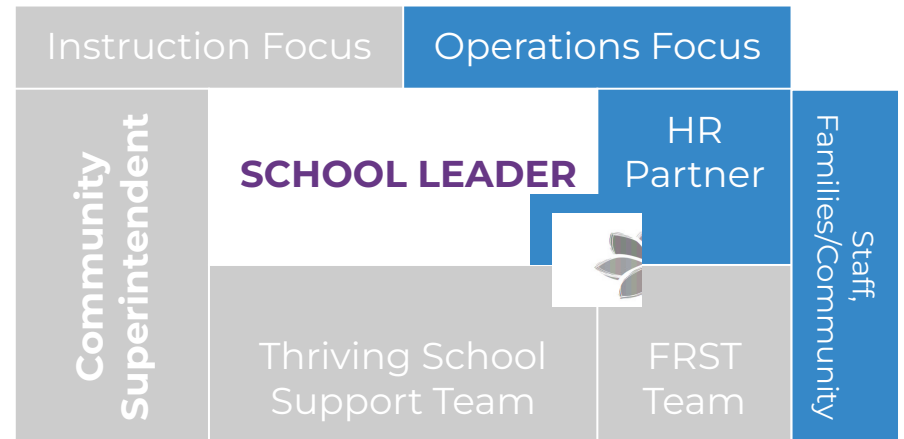 Instruction Focus
Operations Focus
Community
Superintendent
SCHOOL LEADER
HR
Partner
Staff,
Families/Community
Thriving School
Support Team
FRST
Team